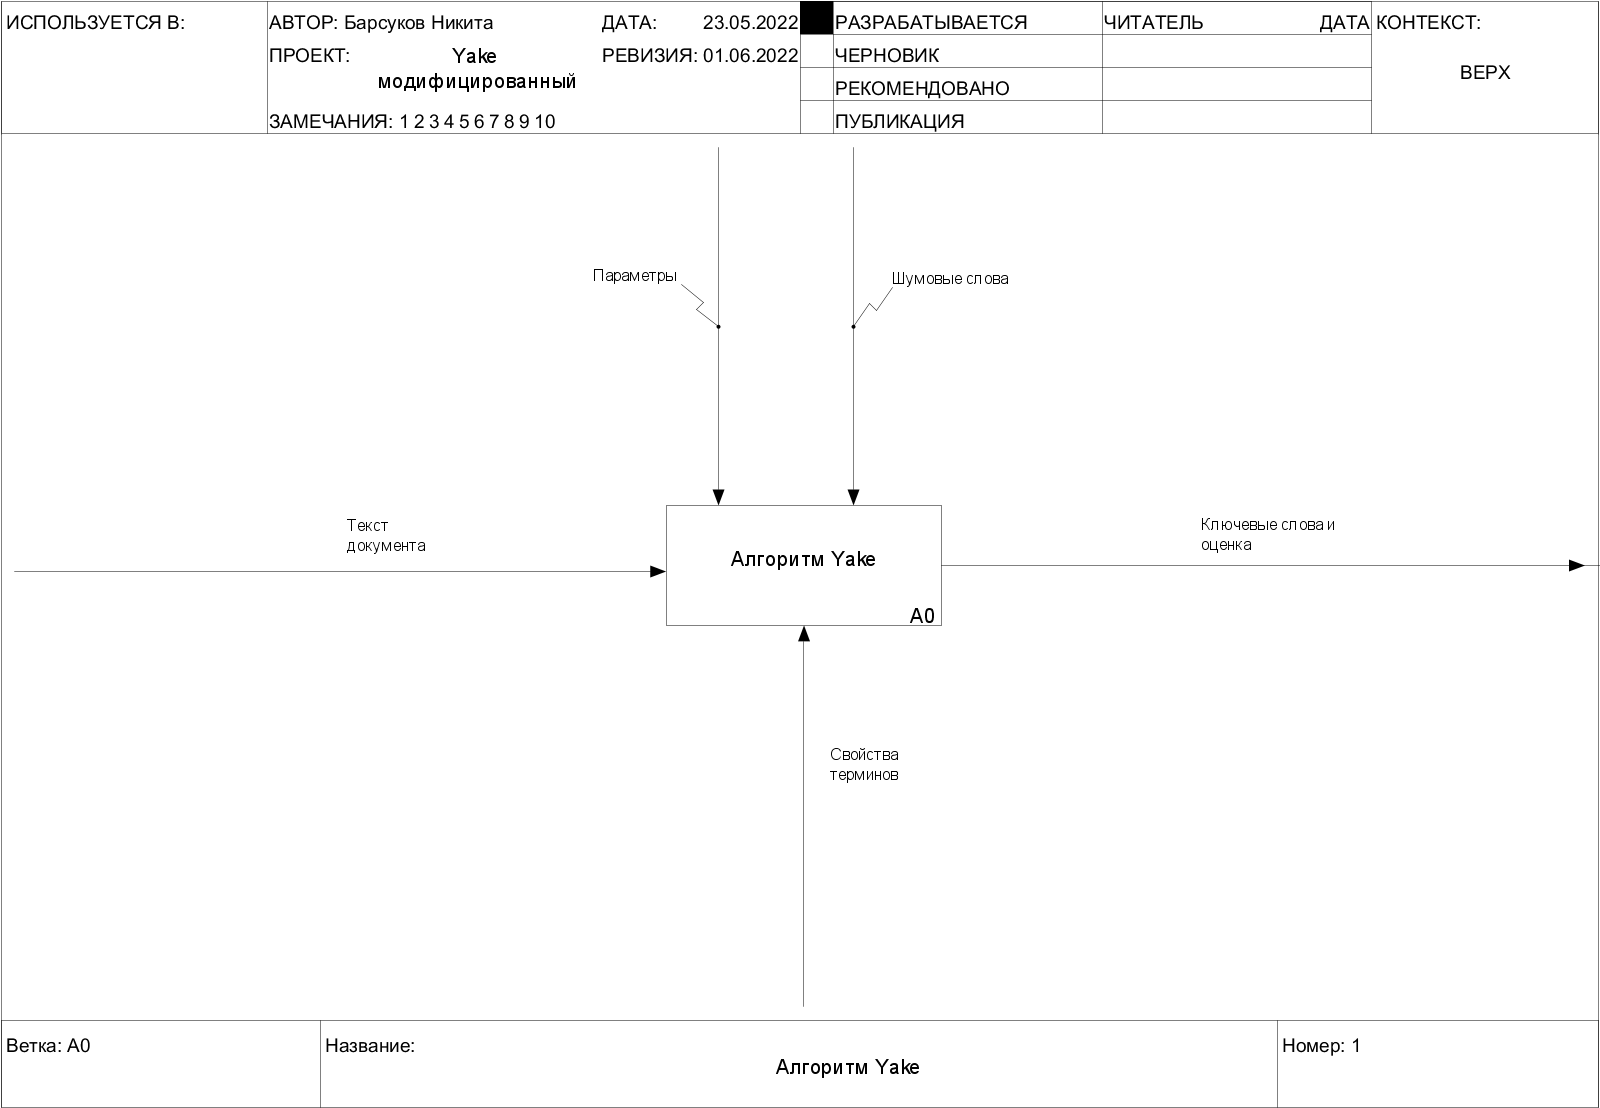 ИСПОЛЬЗУЕТСЯ В:
АВТОР: Барсуков Никита
ДАТА: 23.05.2022
РАЗРАБАТЫВАЕТСЯ
ЧИТАТЕЛЬ
ДАТА
КОНТЕКСТ:
ПРОЕКТ: Yake
модифицированный
РЕВИЗИЯ: 01.06.2022
ЧЕРНОВИК
ВЕРХ
РЕКОМЕНДОВАНО
ЗАМЕЧАНИЯ: 1 2 3 4 5 6 7 8 9 10
ПУБЛИКАЦИЯ
Параметры
Шумовые слова
Текст
документа
Ключевые слова и
оценка
Алгоритм Yake
A0
Свойства
терминов
Ветка: A0
Название:
Алгоритм Yake
Номер: 1